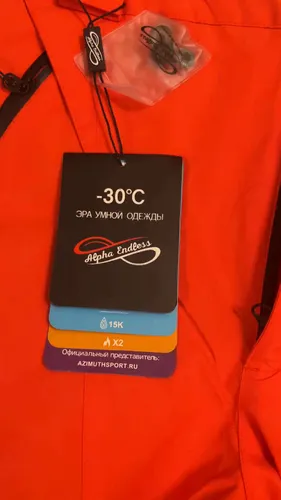 -30°C
ЭРА УМНОЙ ОДЕЖДЫ
Alpha Endless
15K
X2
Официальный представитель:
AZIMUTHSPORT.RU